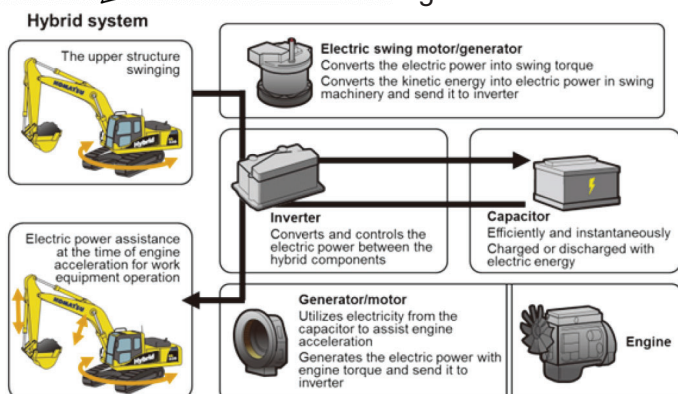 Hybrid system
The upper structure
swinging
KOMATSU
Hybrid
Electric swing motor/generator
Converts the electric power into swing torque
Converts the kinetic energy into electric power in swing
machinery and send it to inverter
Inverter
Converts and controls the
electric power between the
hybrid components
Capacitor
Efficiently and instantaneously
Charged or discharged with
electric energy
Electric power assistance
at the time of engine
acceleration for work
equipment operation
KOMATSU
Hybrid
Generator/motor
Utilizes electricity from the
capacitor to assist engine
acceleration
Generates the electric power with
engine torque and send it to
inverter
Engine